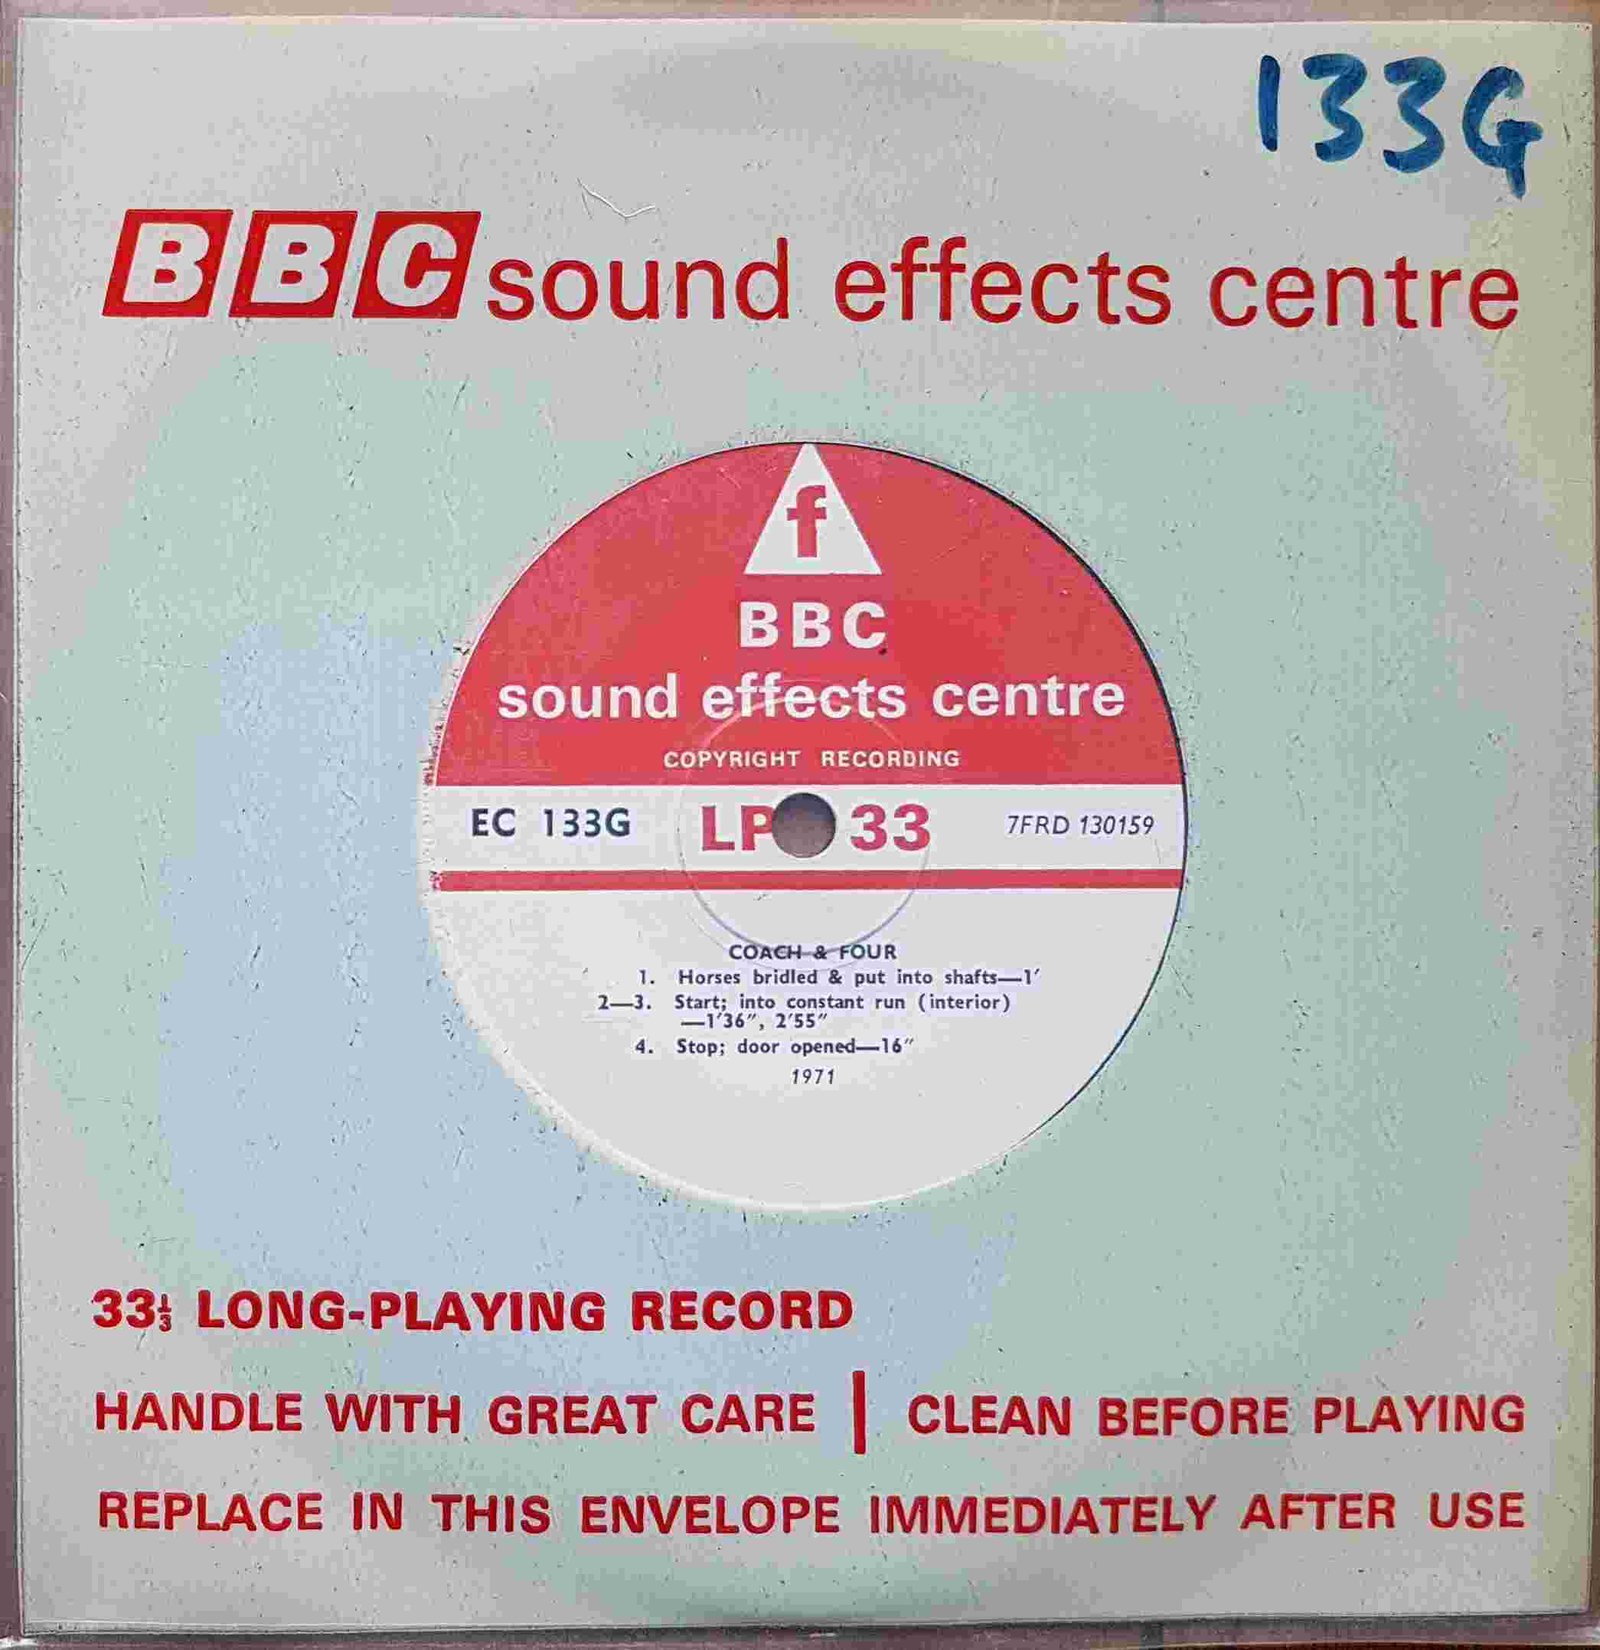 133G
BBC sound effects centre
f
BBC
sound effects centre
COPYRIGHT RECORDING
EC 133G LP 33 7FRD 130159
COACH & FOUR
1. Horses bridled & put into shafts—1′
2—3. Start; into constant run (interior)
—1′36″, 2′55″
4. Stop; door opened—16″
1971
33⅓ LONG-PLAYING RECORD
HANDLE WITH GREAT CARE | CLEAN BEFORE PLAYING
REPLACE IN THIS ENVELOPE IMMEDIATELY AFTER USE